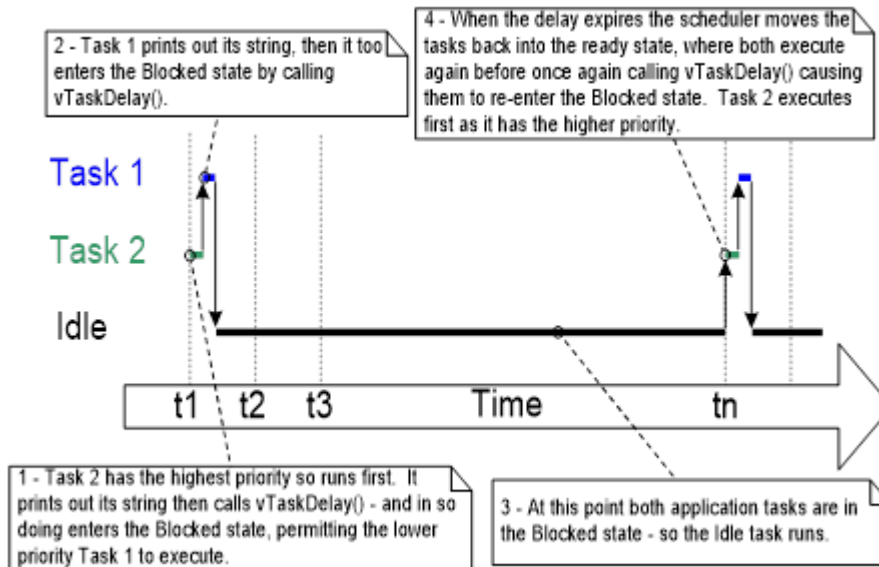 2 - Task 1 prints out its string, then it too
enters the Blocked state by calling
vTaskDelay().
4 - When the delay expires the scheduler moves the
tasks back into the ready state, where both execute
again before once again calling vTaskDelay() causing
them to re-enter the Blocked state.  Task 2 executes
first as it has the higher priority.
Task 1
Task 2
Idle
t1 t2 t3 Time tn
1 - Task 2 has the highest priority so runs first.  It
prints out its string then calls vTaskDelay() - and in so
doing enters the Blocked state, permitting the lower
priority Task 1 to execute.
3 - At this point both application tasks are in
the Blocked state - so the Idle task runs.